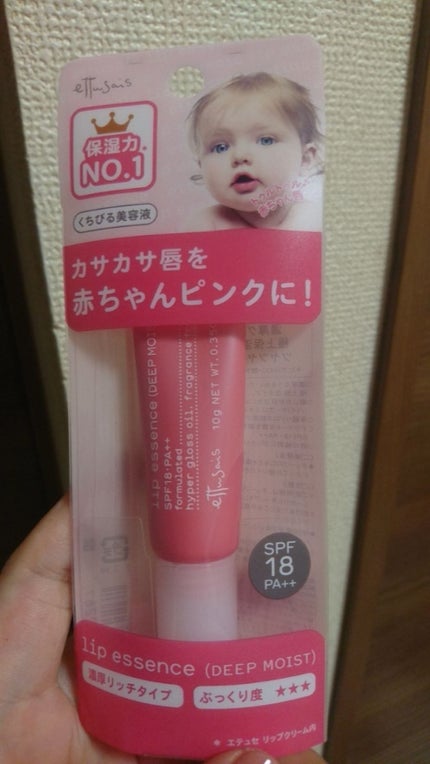 ettusais
保湿力*
NO.1
くちびる美容液
カサカサ唇を
赤ちゃんピンクに!
lip essence (DEEP MOIS
SPF18・PA++
formulated
hyper gloss oil, fragrance
ettusais
10g NET WT. 0.35
SPF
18
PA++
lip essence (DEEP MOIST)
濃厚リッチタイプ
ぷっくり度 ★★★
* エテュセ リップクリーム内